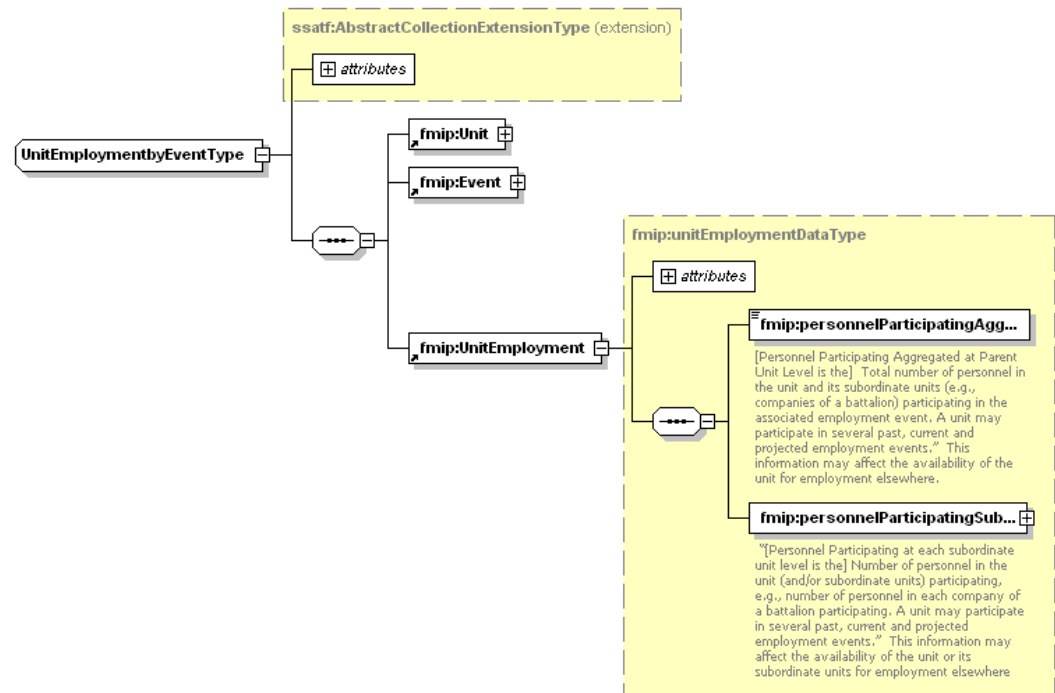 ssatf:AbstractCollectionExtensionType (extension)
attributes
UnitEmploymentbyEventType
fmip:Unit
fmip:Event
fmip:UnitEmployment
fmip:unitEmploymentDataType
attributes
fmip:personnelParticipatingAgg...
[Personnel Participating Aggregated at Parent
Unit Level is the]  Total number of personnel in
the unit and its subordinate units (e.g.,
companies of a battalion) participating in the
associated employment event. A unit may
participate in several past, current and
projected employment events.”  This
information may affect the availability of the
unit for employment elsewhere.
fmip:personnelParticipatingSub...
“[Personnel Participating at each subordinate
unit level is the] Number of personnel in the
unit (and/or subordinate units) participating,
e.g., number of personnel in each company of
a battalion participating. A unit may participate
in several past, current and projected
employment events.”  This information may
affect the availability of the unit or its
subordinate units for employment elsewhere